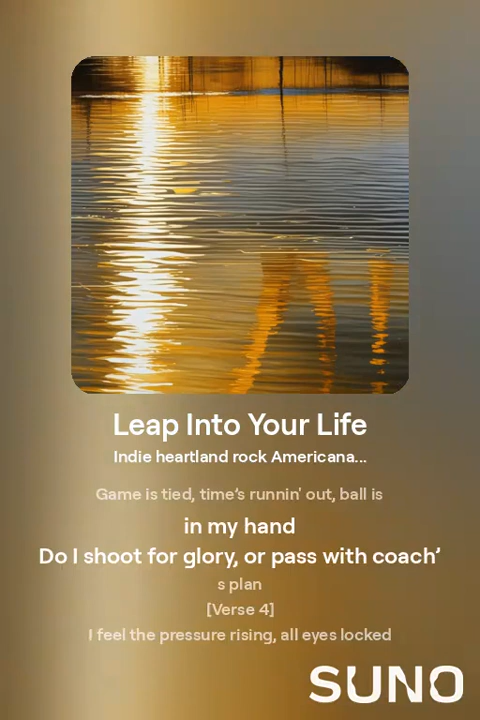 Leap Into Your Life
Indie heartland rock Americana...
Game is tied, time's runnin' out, ball is
in my hand
Do I shoot for glory, or pass with coach'
s plan
[Verse 4]
I feel the pressure rising, all eyes locked
SUNO